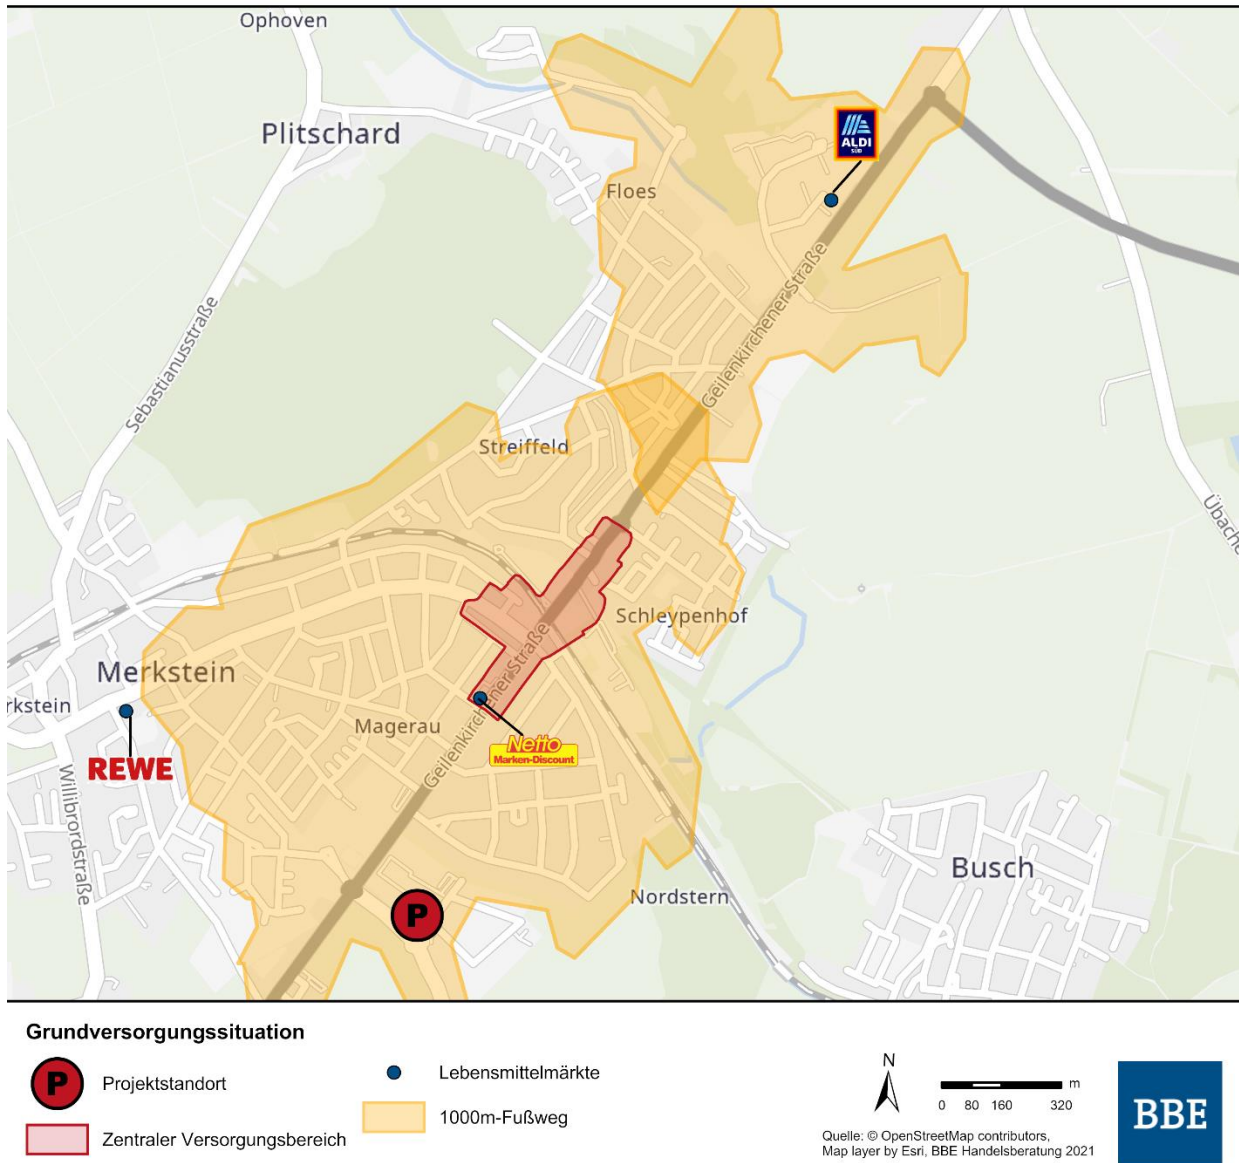 Ophoven
Plitschard
ALDI
SÜD
Floes
Sebastianusstraße
Geilenkirchener Straße
Streiffeld
Übache
Schleypenhof
Merkstein
rkstein
REWE
Magerau
Geilenkirchener Straße
Netto
Marken-Discount
Willibrordstraße
Busch
Nordstern
P
Grundversorgungssituation
P Projektstandort
Zentraler Versorgungsbereich
Lebensmittelmärkte
1000m-Fußweg
N
m
0 80 160 320
Quelle: © OpenStreetMap contributors,
Map layer by Esri, BBE Handelsberatung 2021
BBE